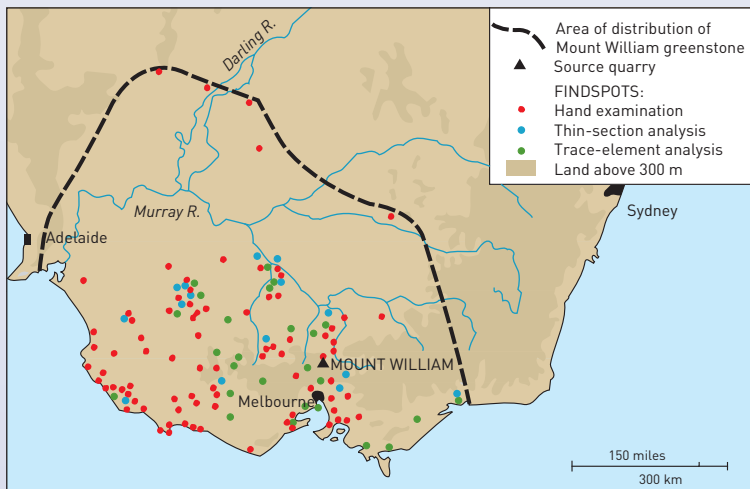 Darling R.
Murray R.
Adelaide
Sydney
MOUNT WILLIAM
Melbourne
Area of distribution of
Mount William greenstone
Source quarry
FINDSPOTS:
Hand examination
Thin-section analysis
Trace-element analysis
Land above 300 m
150 miles
300 km